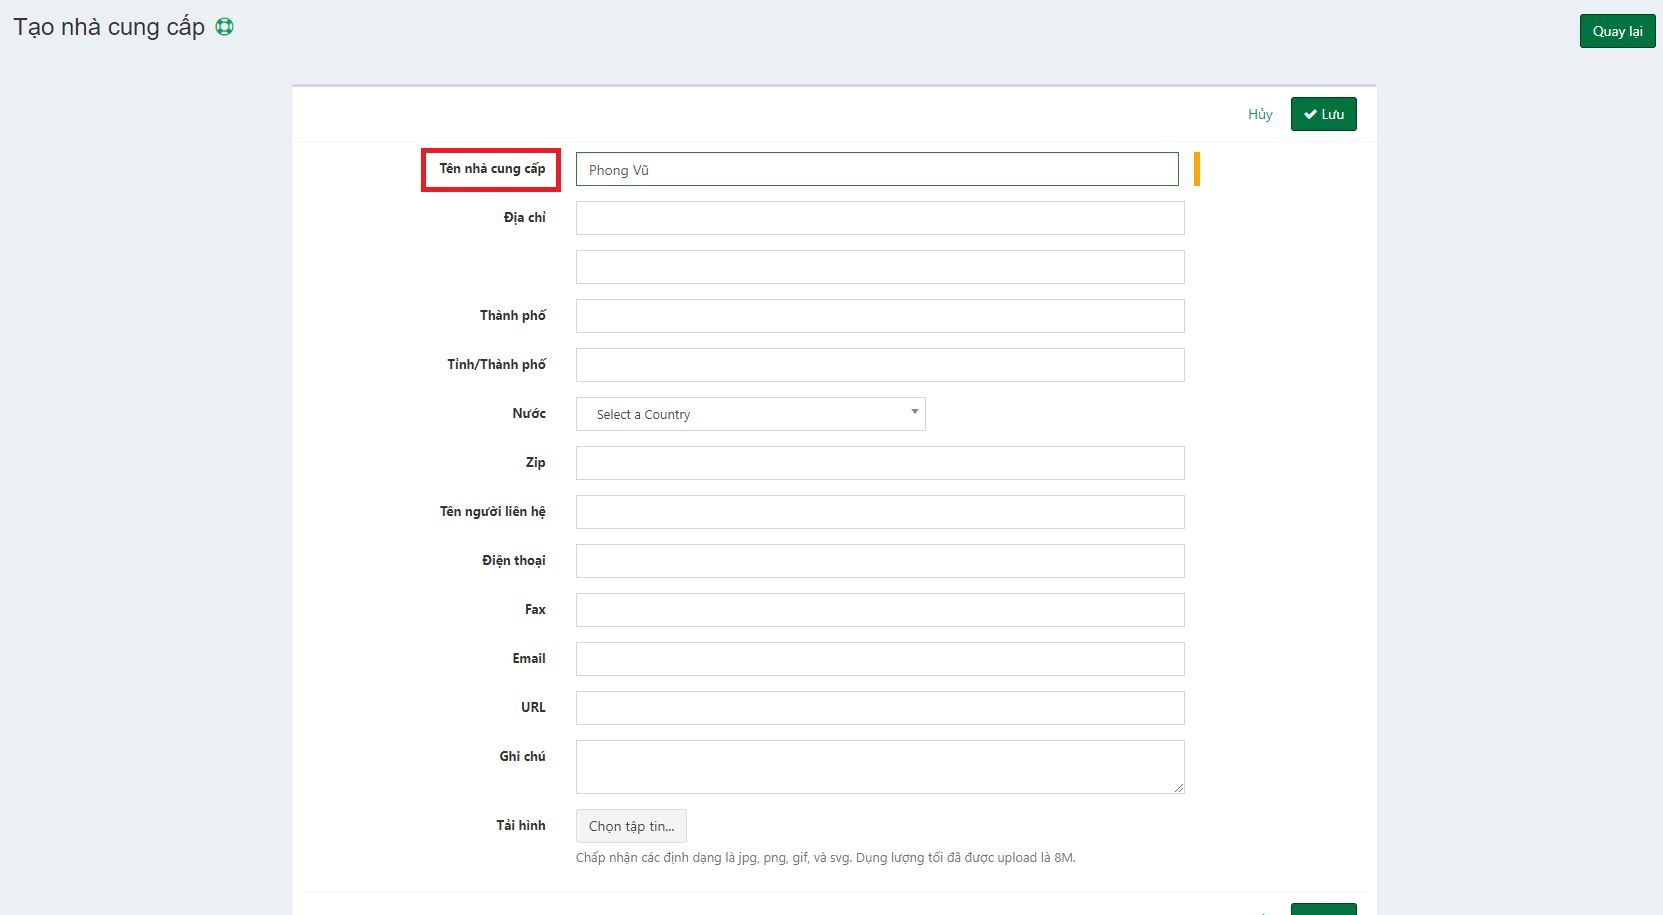 Tạo nhà cung cấp
Quay lại
Hủy
Lưu
Tên nhà cung cấp
Phong Vũ
Địa chỉ
Thành phố
Tỉnh/Thành phố
Nước
Select a Country
Zip
Tên người liên hệ
Điện thoại
Fax
Email
URL
Ghi chú
Tải hình
Chọn tập tin...
Chấp nhận các định dạng là jpg, png, gif, và svg. Dụng lượng tối đã được upload là 8M.